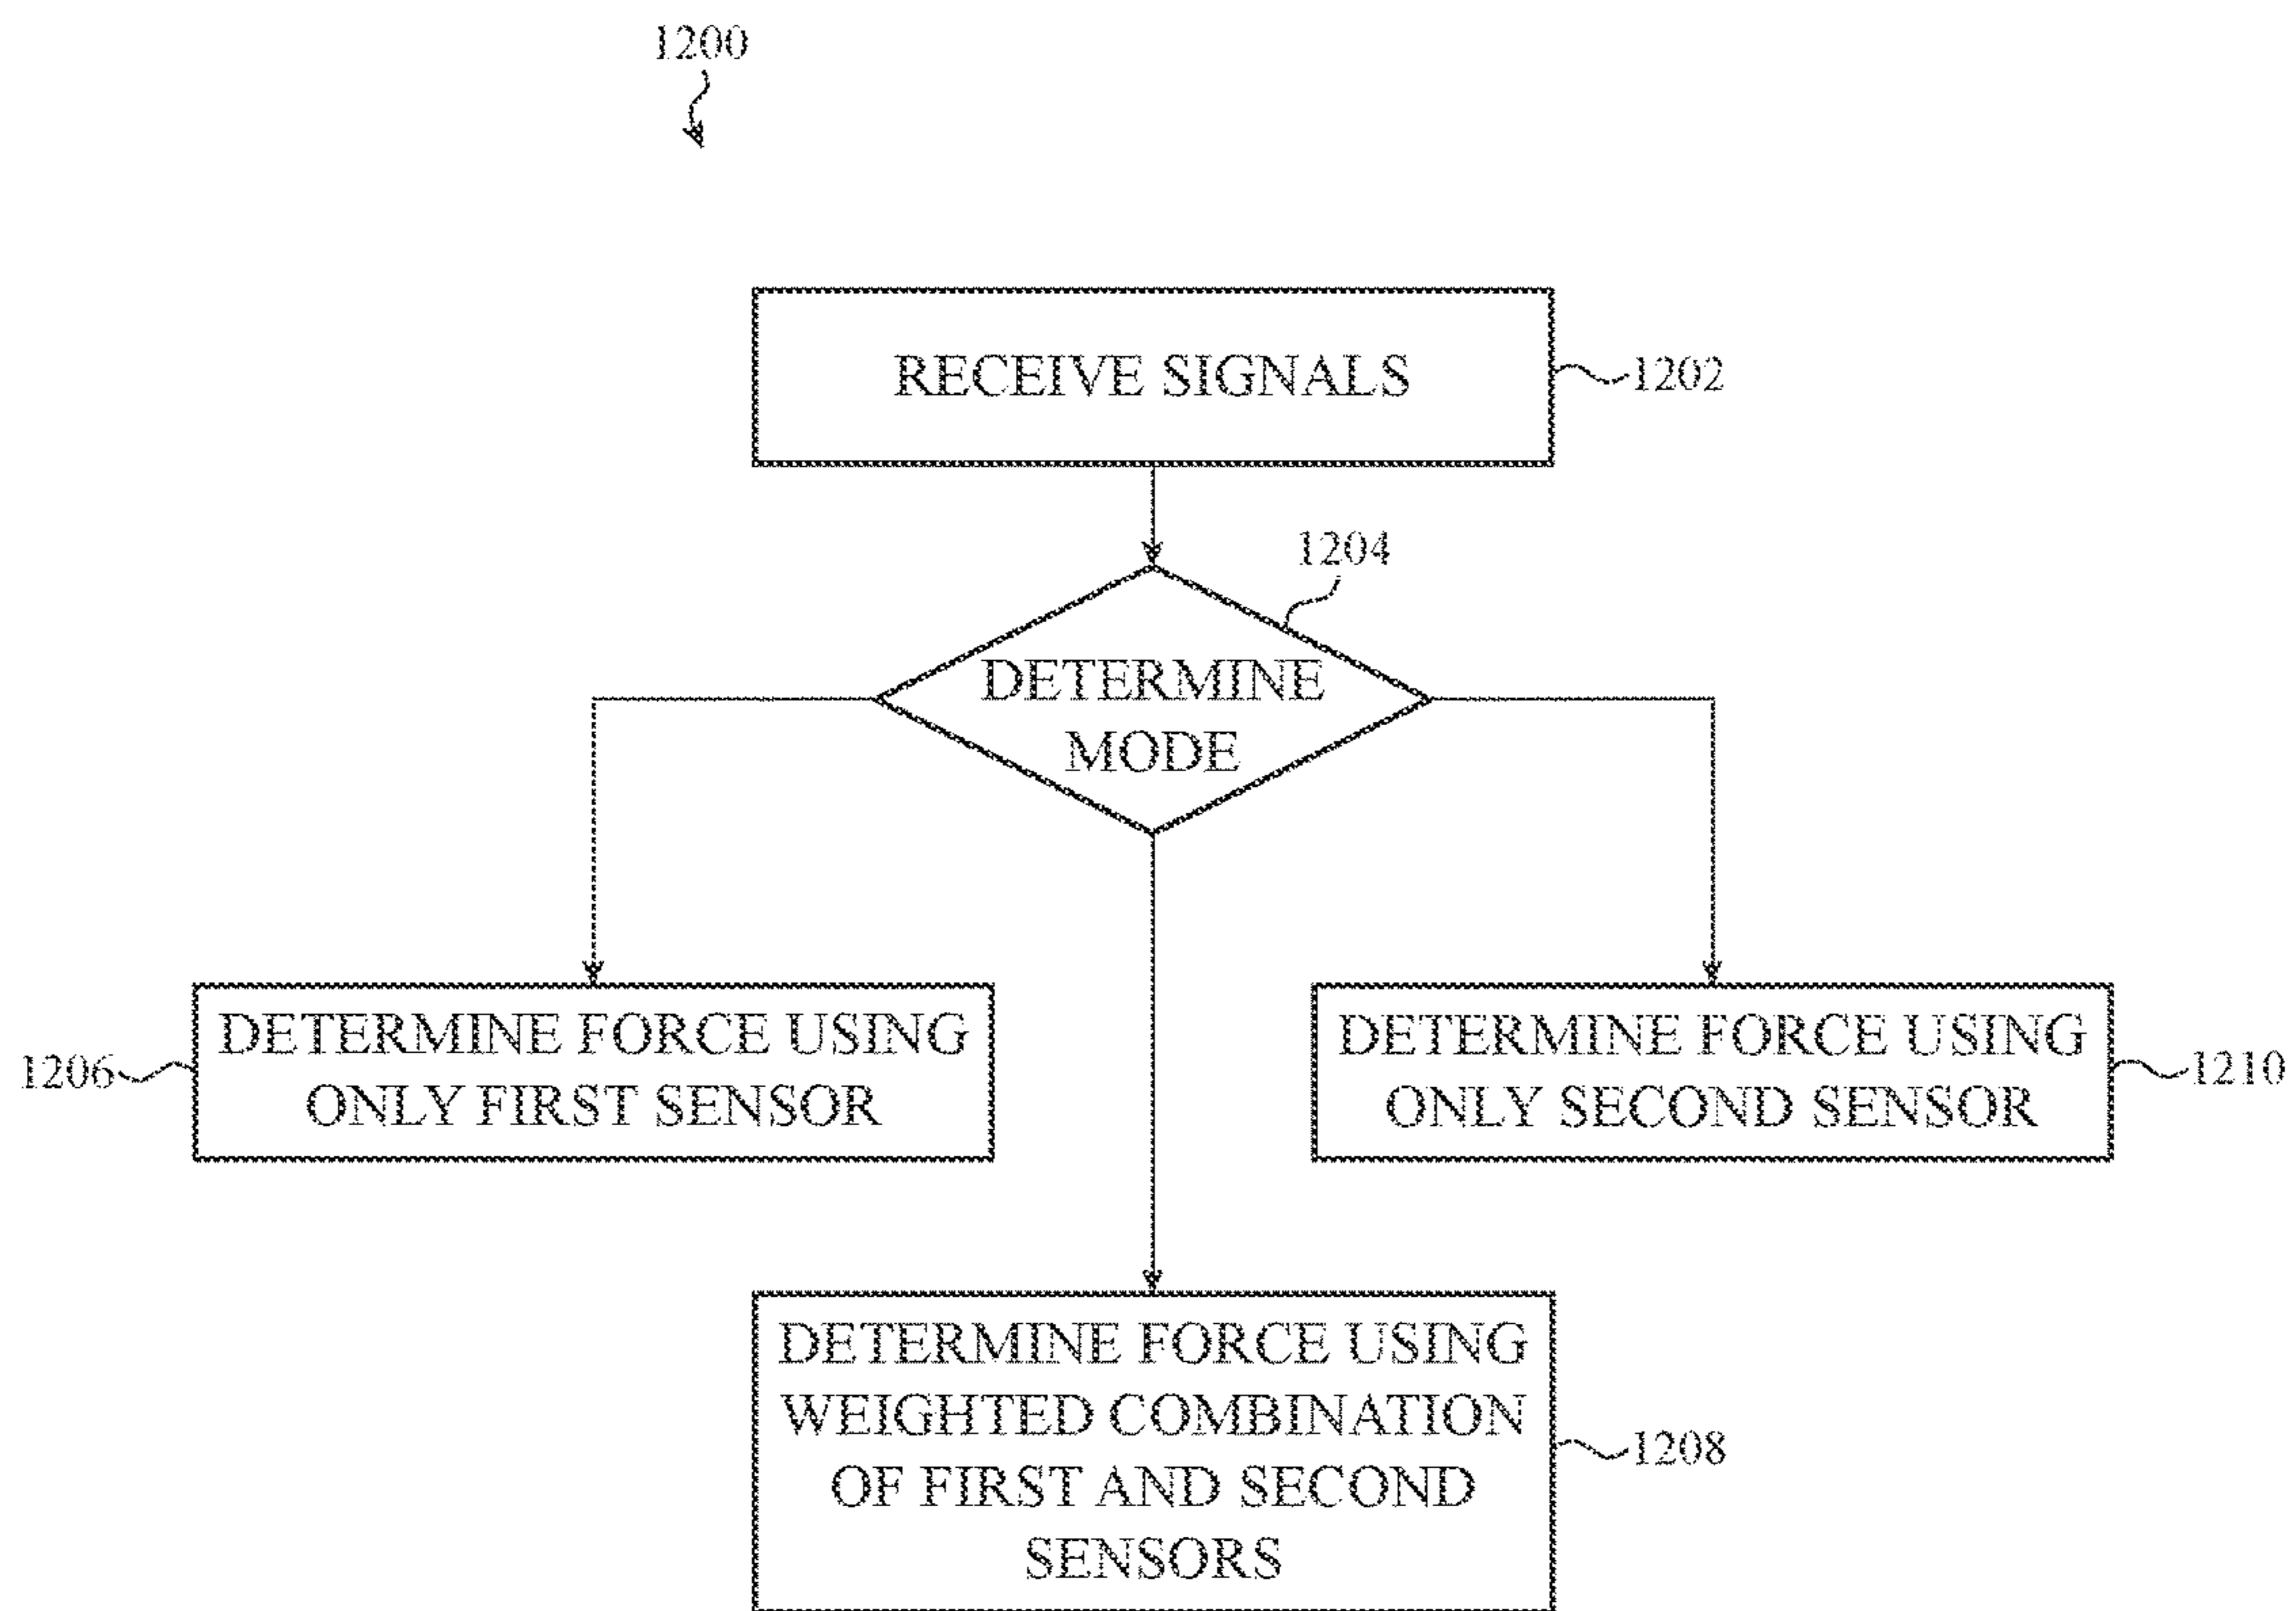 1200
RECEIVE SIGNALS
1202
1204
DETERMINE
MODE
DETERMINE FORCE USING
ONLY FIRST SENSOR
1206
DETERMINE FORCE USING
ONLY SECOND SENSOR
1210
DETERMINE FORCE USING
WEIGHTED COMBINATION
OF FIRST AND SECOND
SENSORS
1208